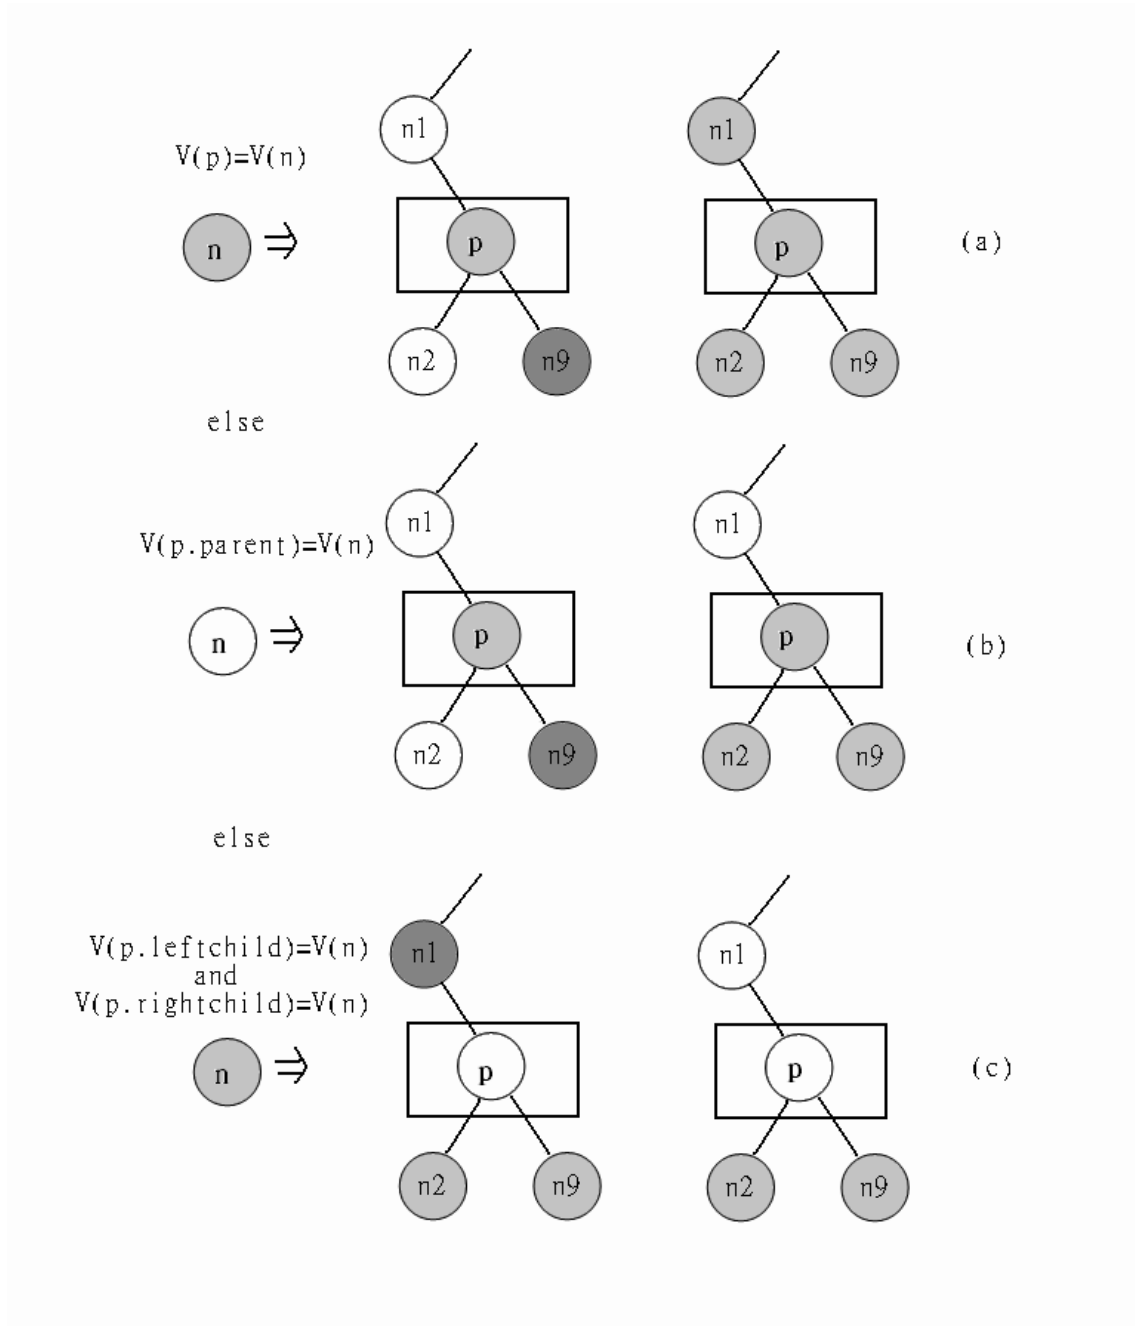 n1 n1
V(p)=V(n)
n ⇒ p p (a)
n2 n9 n2 n9
else
n1 n1
V(p.parent)=V(n)
n ⇒ p p (b)
n2 n9 n2 n9
else
n1 n1
V(p.leftchild)=V(n)
and
V(p.rightchild)=V(n)
n ⇒ p p (c)
n2 n9 n2 n9